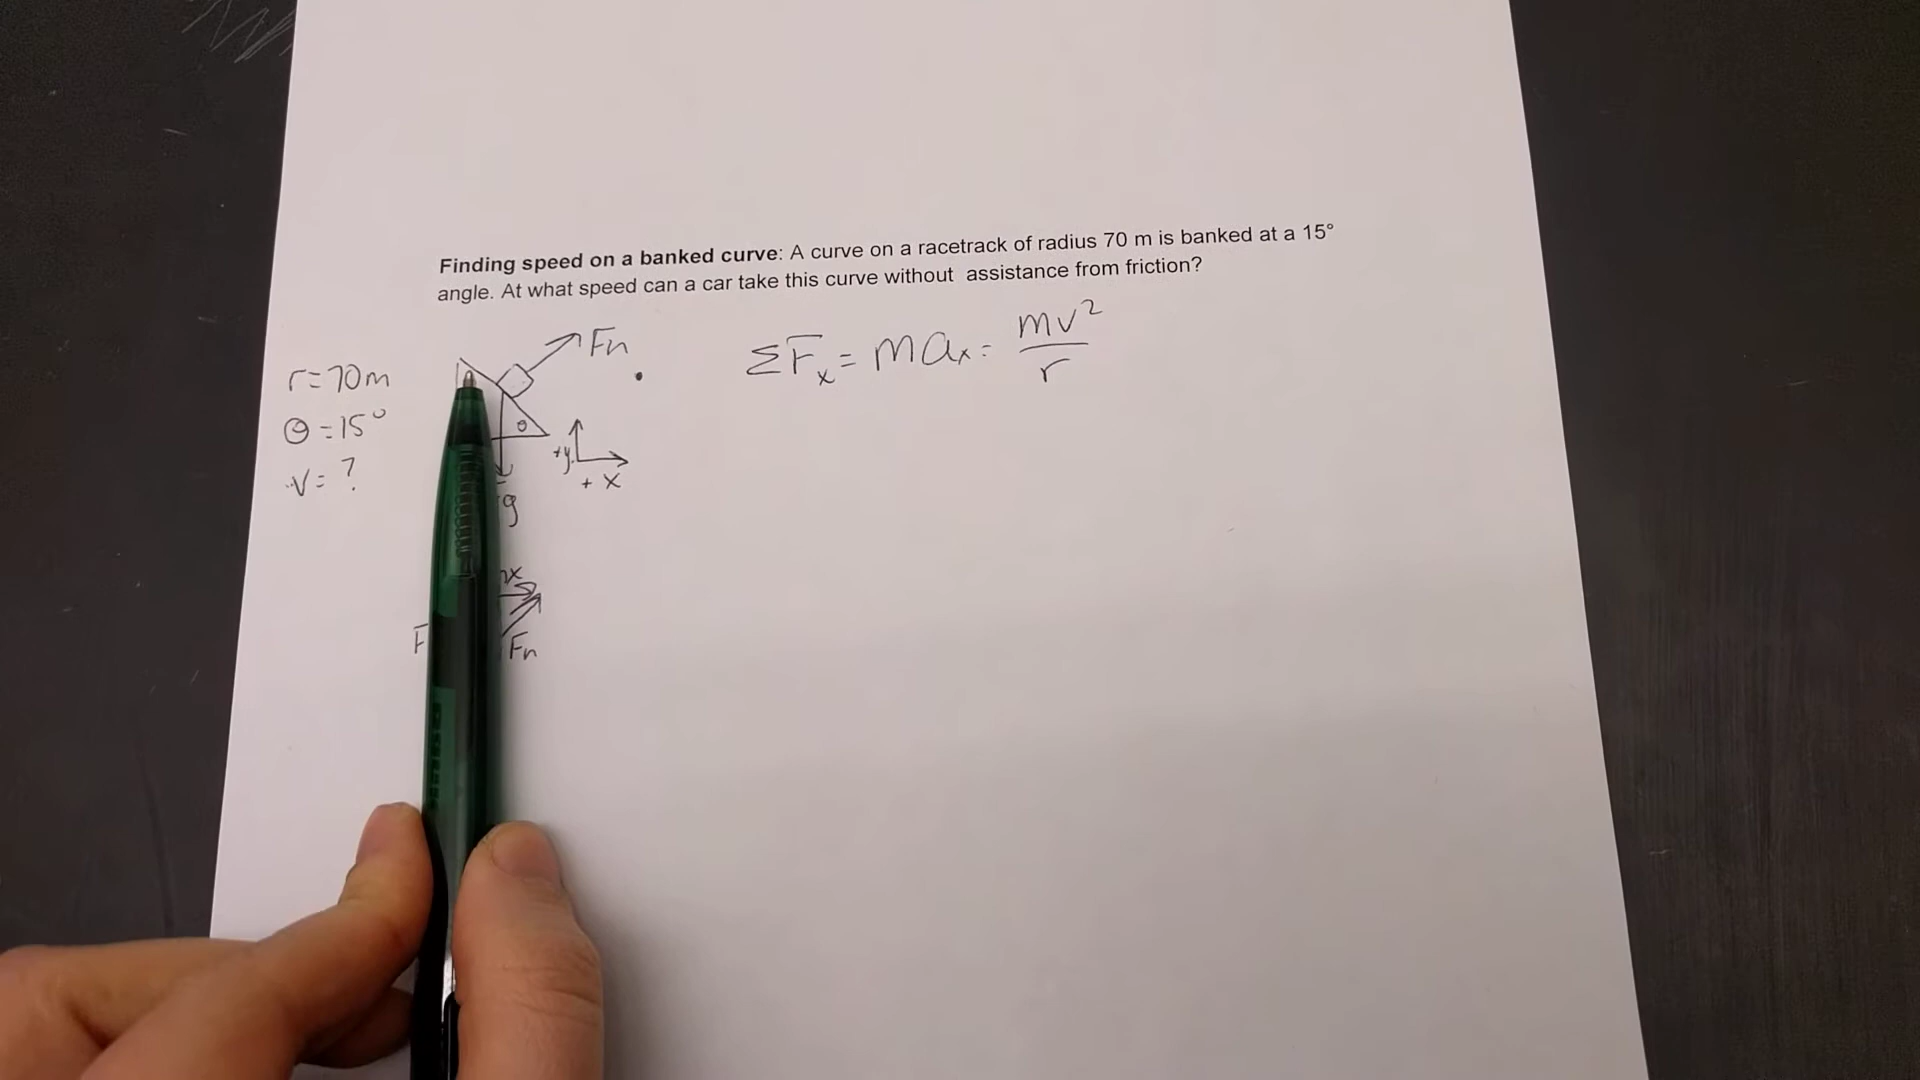 Finding speed on a banked curve: A curve on a racetrack of radius 70 m is banked at a 15°
angle. At what speed can a car take this curve without assistance from friction?
r=70m
θ=15°
v=?
Fn
θ
+y
+x
g
ΣFx = max = mv²/r
x
F
Fn